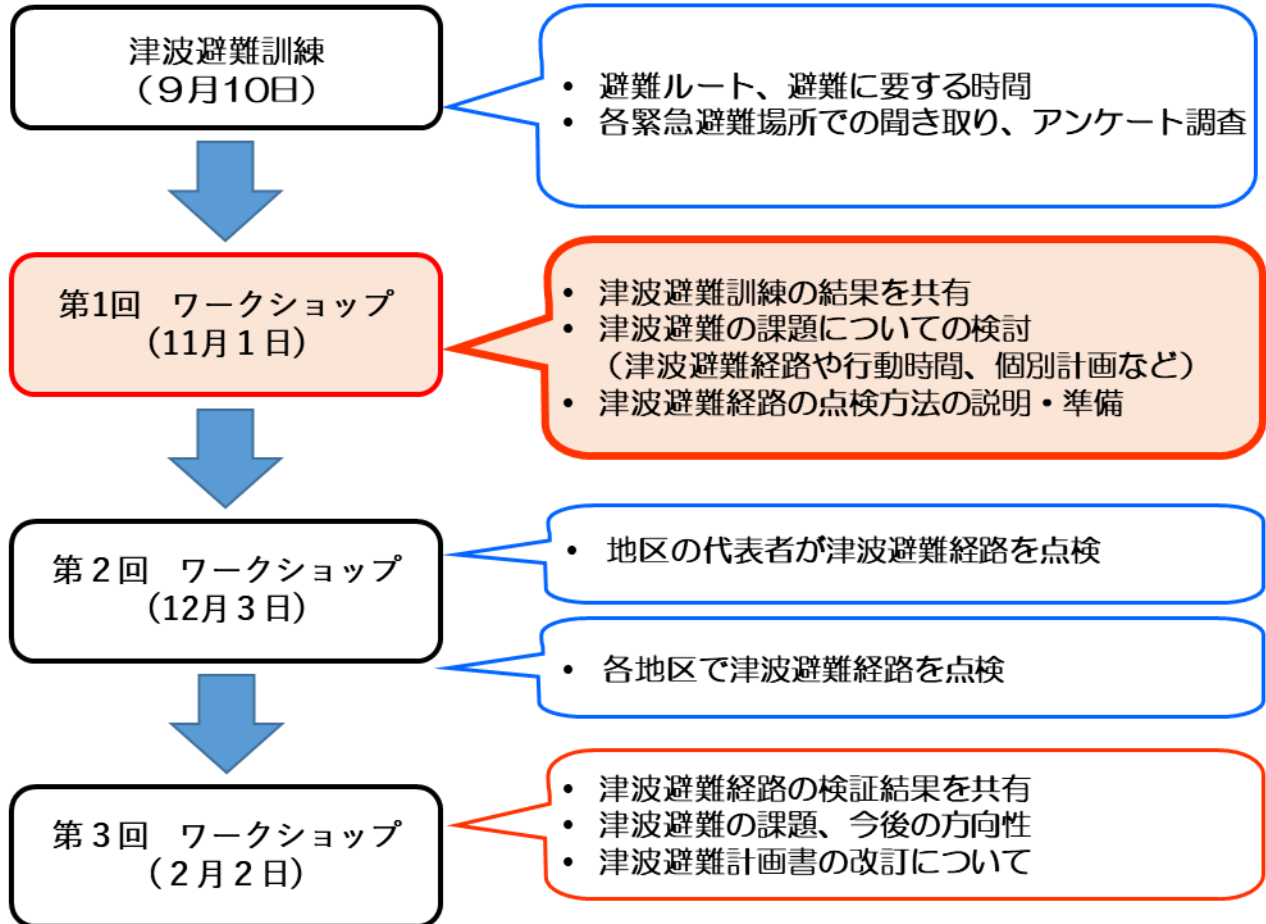 津波避難訓練
（９月10日）
• 避難ルート、避難に要する時間
• 各緊急避難場所での聞き取り、アンケート調査
第1回　ワークショップ
（11月１日）
• 津波避難訓練の結果を共有
• 津波避難の課題についての検討
（津波避難経路や行動時間、個別計画など）
• 津波避難経路の点検方法の説明・準備
第２回　ワークショップ
（12月３日）
• 地区の代表者が津波避難経路を点検
• 各地区で津波避難経路を点検
第３回　ワークショップ
（２月２日）
• 津波避難経路の検証結果を共有
• 津波避難の課題、今後の方向性
• 津波避難計画書の改訂について